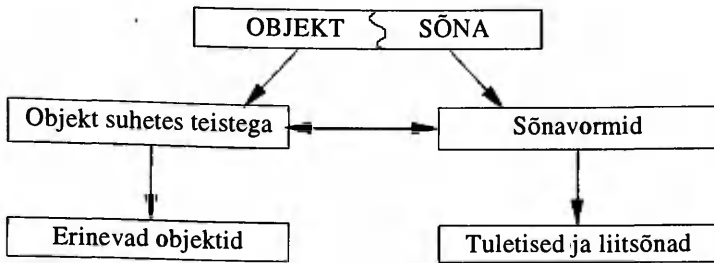 OBJEKT SÕNA
Objekt suhetes teistega
Sõnavormid
Erinevad objektid
Tuletised ja liitsõnad